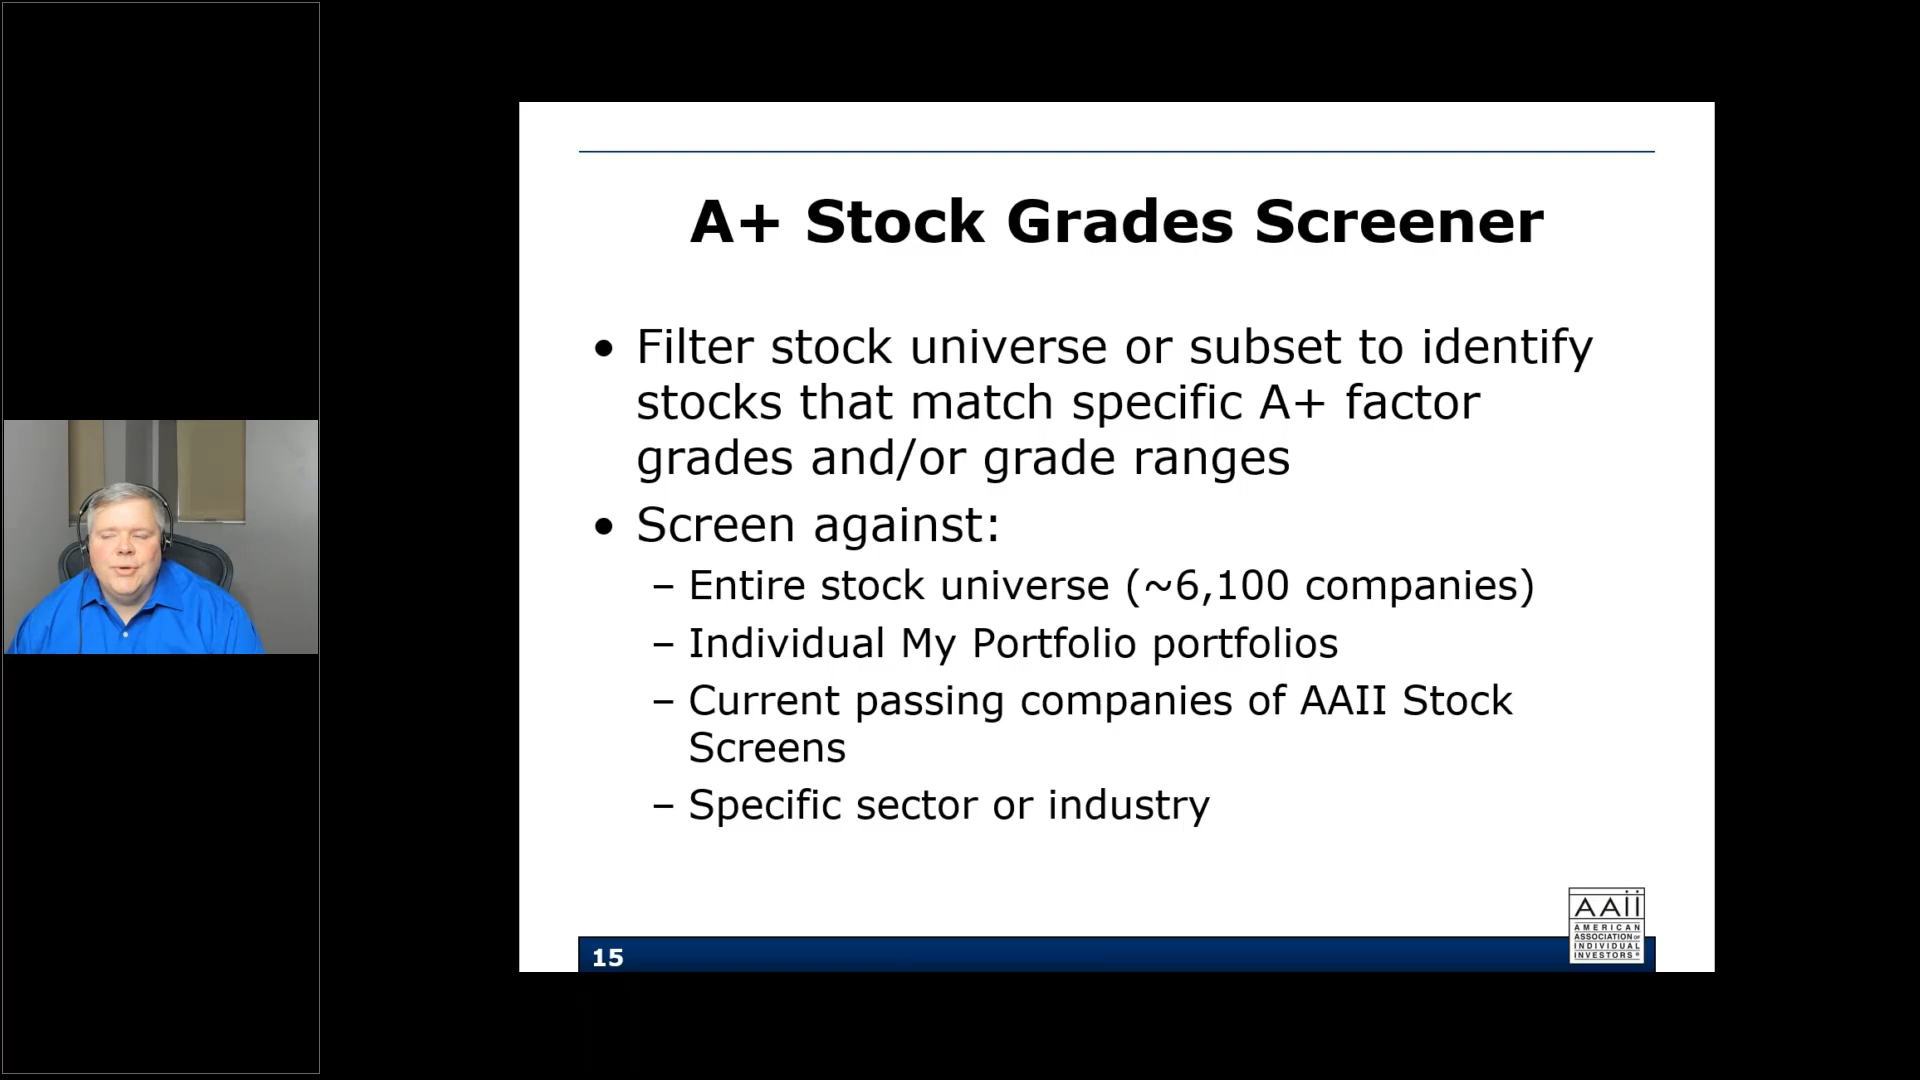 A+ Stock Grades Screener
• Filter stock universe or subset to identify
stocks that match specific A+ factor
grades and/or grade ranges
• Screen against:
– Entire stock universe (~6,100 companies)
– Individual My Portfolio portfolios
– Current passing companies of AAII Stock
Screens
– Specific sector or industry
15
AAii
AMERICAN
ASSOCIATION OF
INDIVIDUAL
INVESTORS®